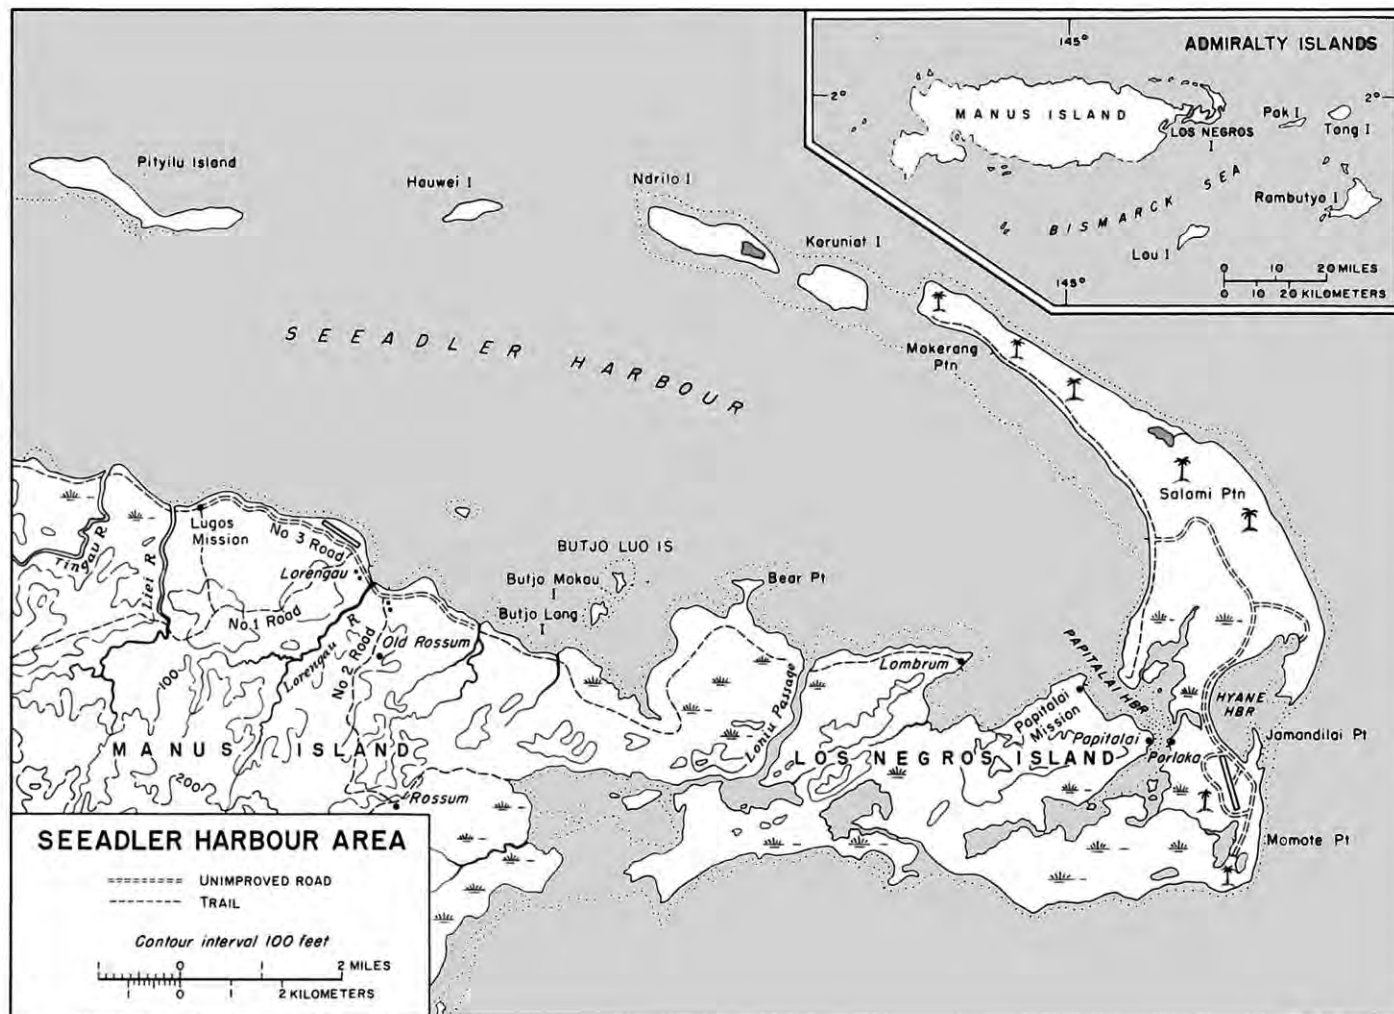 145°
ADMIRALTY ISLANDS
2°
2°
MANUS ISLAND
LOS NEGROS
I
Pak I
Tong I
BISMARCK SEA
Rambutyo I
Lou I
145°
0 10 20 MILES
0 10 20 KILOMETERS
Pityilu Island
Hauwei I
Ndrilo I
Koruniat I
SEEADLER HARBOUR
Mokerang
Ptn
Salami Ptn
Tingau R
Liei R
Lugos
Mission
No 3 Road
Lorengau
No 1 Road
Lorengau R
No 2 Road
Old Rossum
100
200
MANUS ISLAND
Rossum
BUTJO LUO IS
Butjo Mokau
I
Butjo Lang
I
Bear Pt
Loniu Passage
Lombrum
LOS NEGROS ISLAND
Papitalai
Mission
Papitalai
PAPITALAI HBR
Porlaka
HYANE
HBR
Jamandilai Pt
Momote Pt
SEEADLER HARBOUR AREA
UNIMPROVED ROAD
TRAIL
Contour interval 100 feet
1 0 1 2 MILES
1 0 1 2 KILOMETERS